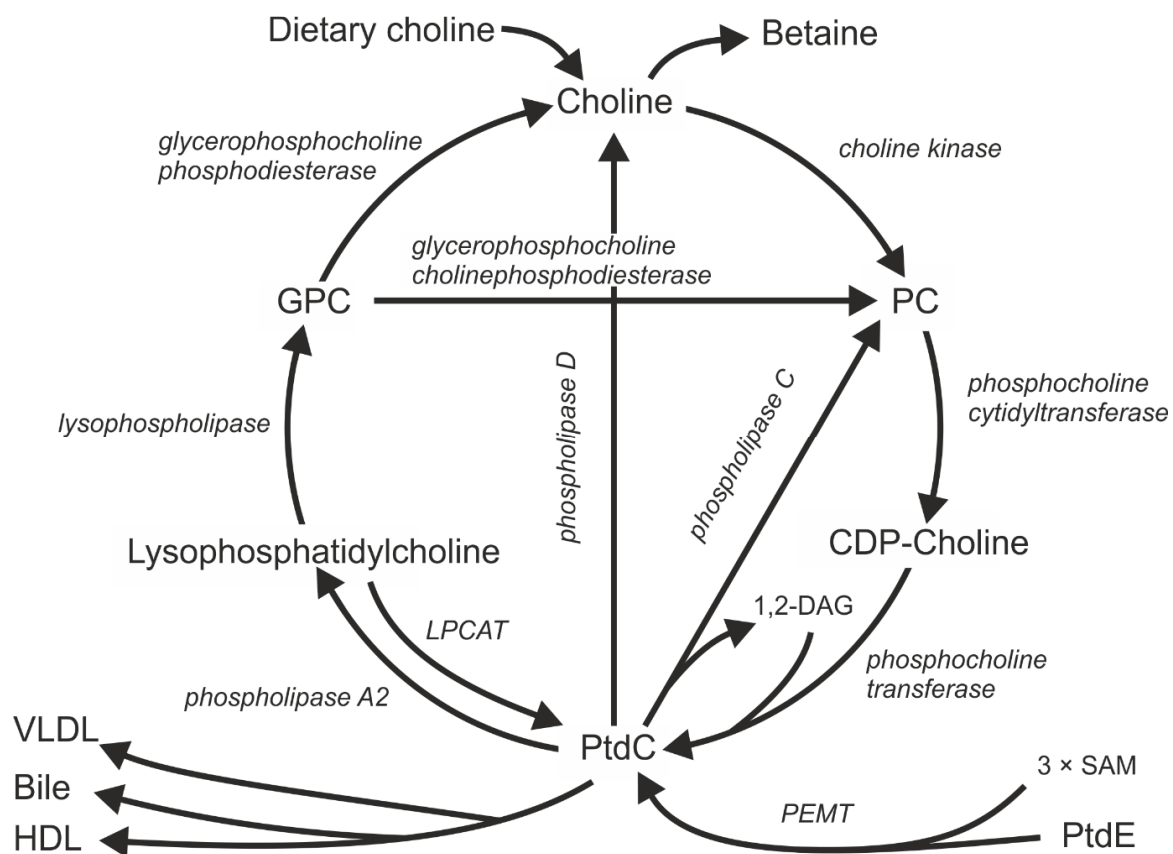 Dietary choline
Betaine
Choline
glycerophosphocholine
phosphodiesterase
choline kinase
glycerophosphocholine
cholinephosphodiesterase
GPC
PC
phospholipase D
phospholipase C
phosphocholine
cytidyltransferase
lysophospholipase
Lysophosphatidylcholine
CDP-Choline
1,2-DAG
LPCAT
phosphocholine
transferase
phospholipase A2
VLDL
PtdC
3 × SAM
Bile
PEMT
PtdE
HDL